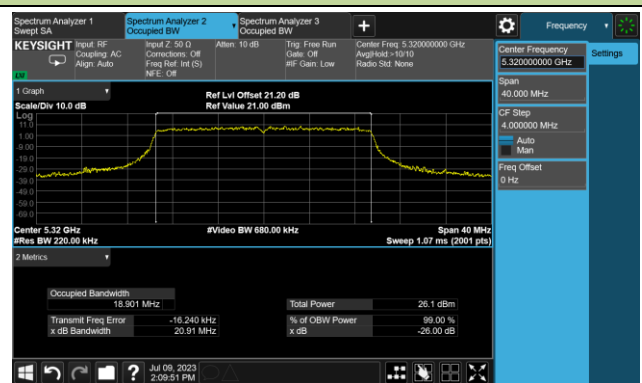 Spectrum Analyzer 1
Swept SA
Spectrum Analyzer 2
Occupied BW
Spectrum Analyzer 3
Occupied BW
+
Frequency
KEYSIGHT
Input: RF
Coupling: AC
Align: Auto
Input Z: 50 Ω
Corrections: Off
Freq Ref: Int (S)
NFE: Off
Atten: 10 dB
Trig: Free Run
Gate: Off
#IF Gain: Low
Center Freq: 5.320000000 GHz
Avg|Hold:>10/10
Radio Std: None
Center Frequency
5.320000000 GHz
Settings
Span
40.000 MHz
CF Step
4.000000 MHz
Auto
Man
Freq Offset
0 Hz
1 Graph
Scale/Div 10.0 dB
Ref Lvl Offset 21.20 dB
Ref Value 21.00 dBm
Log
11.0
1.00
-9.00
-19.0
-29.0
-39.0
-49.0
-59.0
-69.0
Center 5.32 GHz
#Video BW 680.00 kHz
Span 40 MHz
#Res BW 220.00 kHz
Sweep 1.07 ms (2001 pts)
2 Metrics
Occupied Bandwidth
18.901 MHz
Total Power
26.1 dBm
Transmit Freq Error
-16.240 kHz
% of OBW Power
99.00 %
x dB Bandwidth
20.91 MHz
x dB
-26.00 dB
?
Jul 09, 2023
2:09:51 PM